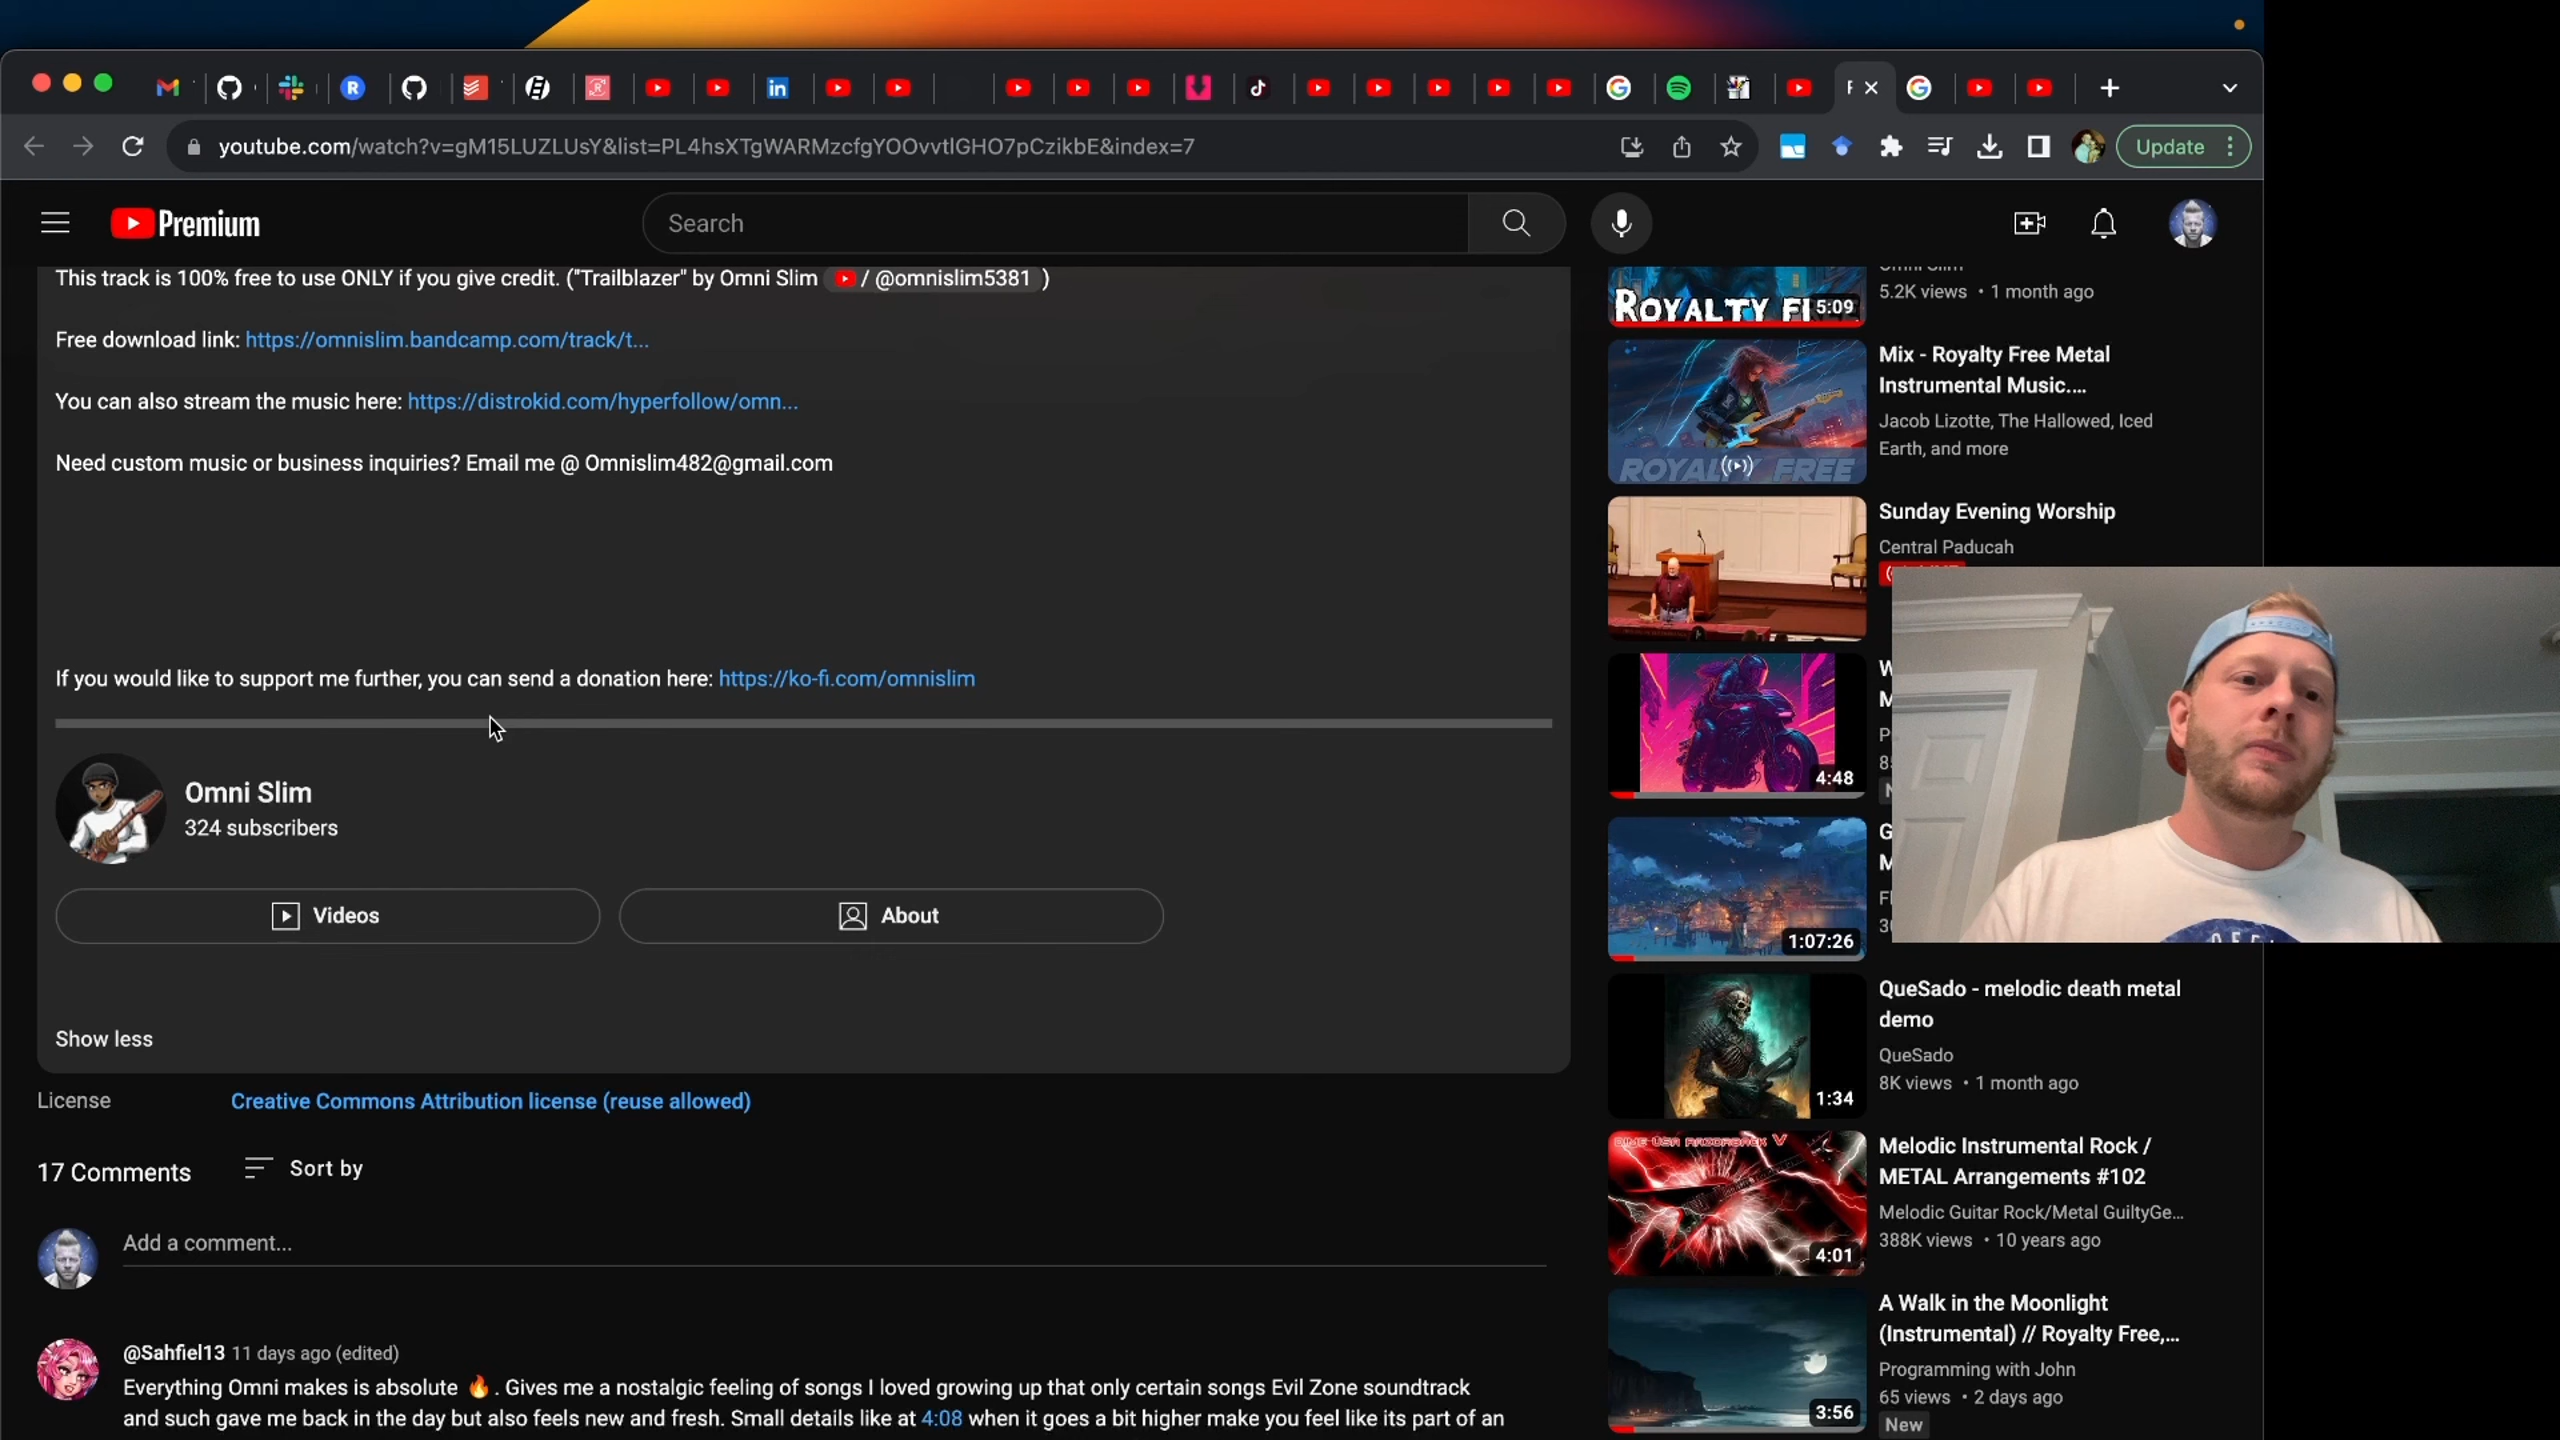 youtube.com/watch?v=gM15LUZLUsY&list=PL4hsXTgWARMzcfgYOOvvtlGHO7pCzikbE&index=7
Update
Premium
Search
This track is 100% free to use ONLY if you give credit. ("Trailblazer" by Omni Slim / @omnislim5381 )
Free download link: https://omnislim.bandcamp.com/track/t...
You can also stream the music here: https://distrokid.com/hyperfollow/omn...
Need custom music or business inquiries? Email me @ Omnislim482@gmail.com
If you would like to support me further, you can send a donation here: https://ko-fi.com/omnislim
Omni Slim
324 subscribers
Videos
About
Show less
License
Creative Commons Attribution license (reuse allowed)
17 Comments
Sort by
Add a comment...
@Sahfiel13 11 days ago (edited)
Everything Omni makes is absolute 🔥. Gives me a nostalgic feeling of songs I loved growing up that only certain songs Evil Zone soundtrack
and such gave me back in the day but also feels new and fresh. Small details like at 4:08 when it goes a bit higher make you feel like its part of an
ROYALTY
5:09
Omni Slim
5.2K views • 1 month ago
ROYALTY FREE
Mix - Royalty Free Metal
Instrumental Music....
Jacob Lizotte, The Hallowed, Iced
Earth, and more
Sunday Evening Worship
Central Paducah
4:48
1:07:26
QueSado - melodic death metal
demo
QueSado
8K views • 1 month ago
1:34
DIME USA RAZORBACK V
Melodic Instrumental Rock /
METAL Arrangements #102
Melodic Guitar Rock/Metal GuiltyGe...
388K views • 10 years ago
4:01
A Walk in the Moonlight
(Instrumental) // Royalty Free,...
Programming with John
65 views • 2 days ago
New
3:56